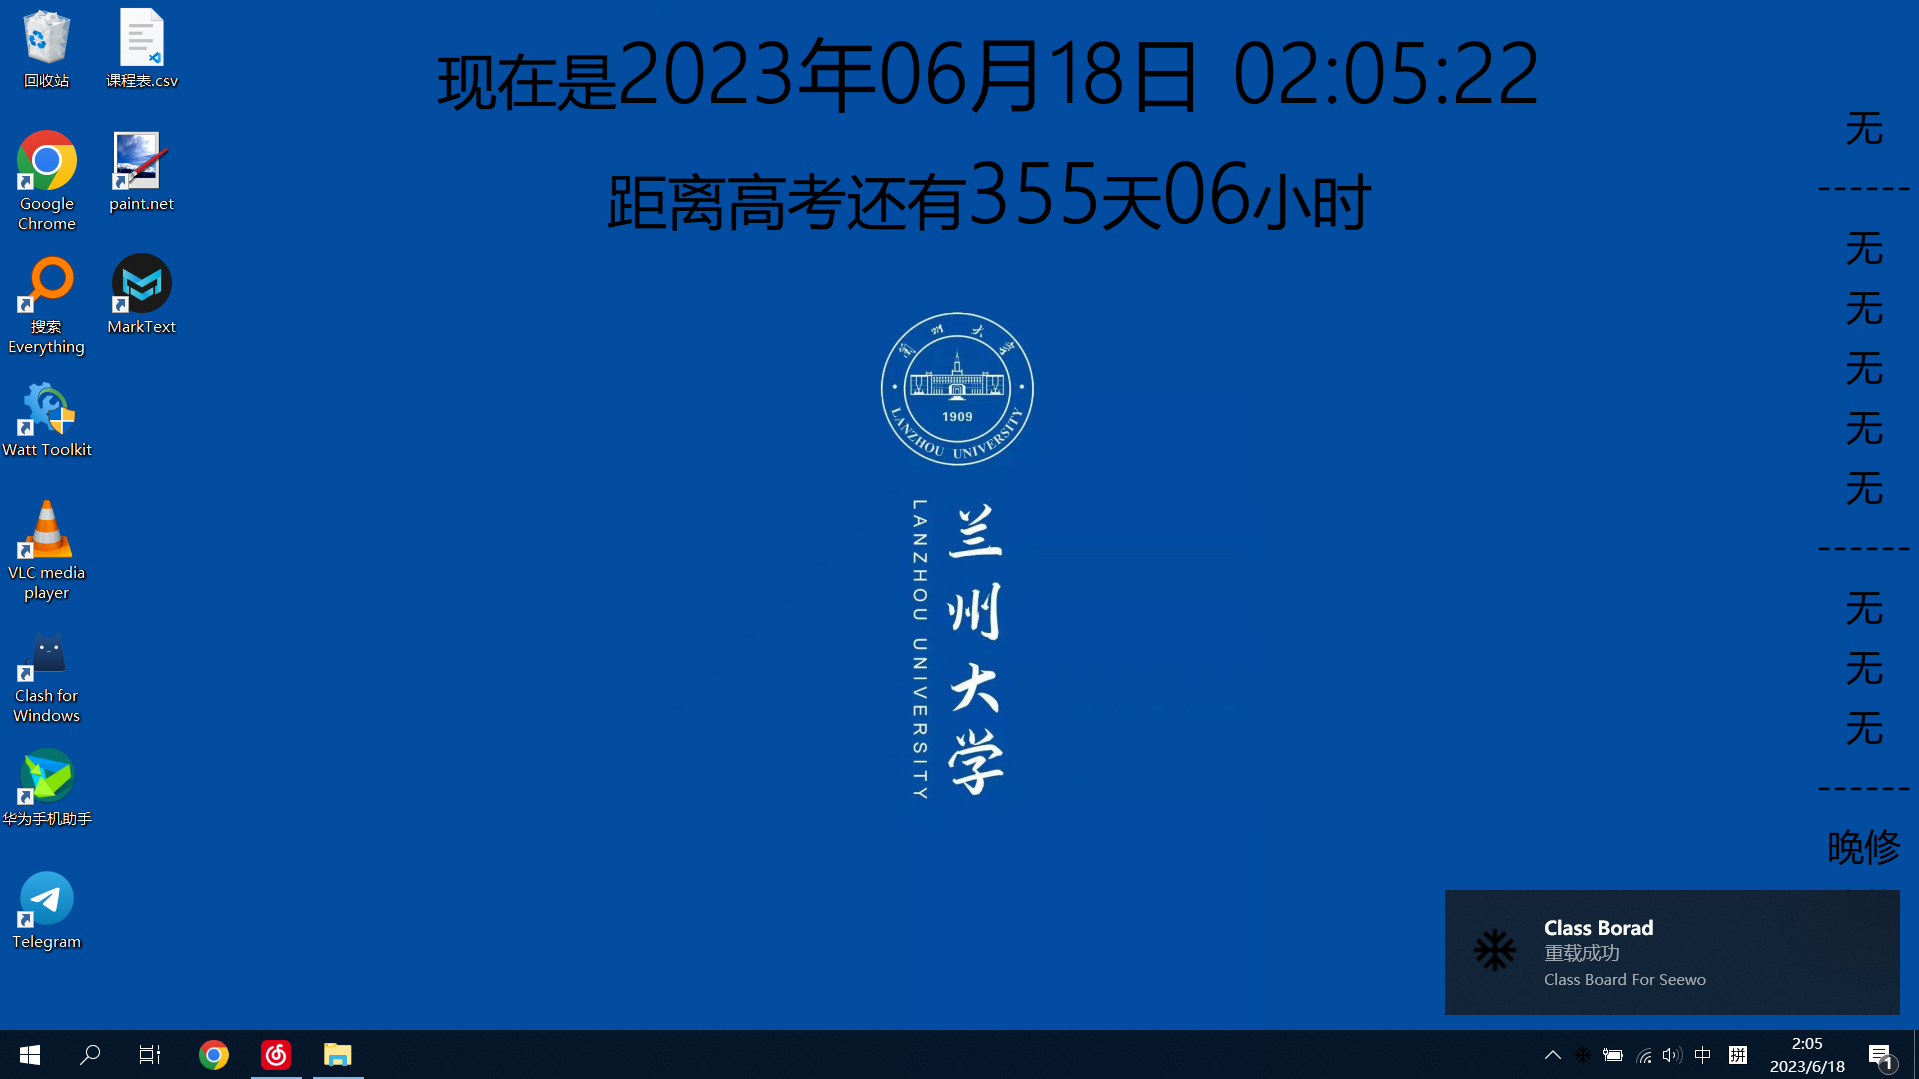 回收站
课程表.csv
Google
Chrome
paint.net
搜索
Everything
MarkText
Watt Toolkit
VLC media
player
Clash for
Windows
华为手机助手
Telegram
现在是2023年06月18日 02:05:22
距离高考还有355天06小时
兰州大学
1909
LANZHOU UNIVERSITY
LANZHOU UNIVERSITY
兰州大学
无
------
无
无
无
无
无
------
无
无
无
------
晚修
Class Borad
重载成功
Class Board For Seewo
中
拼
2:05
2023/6/18
1